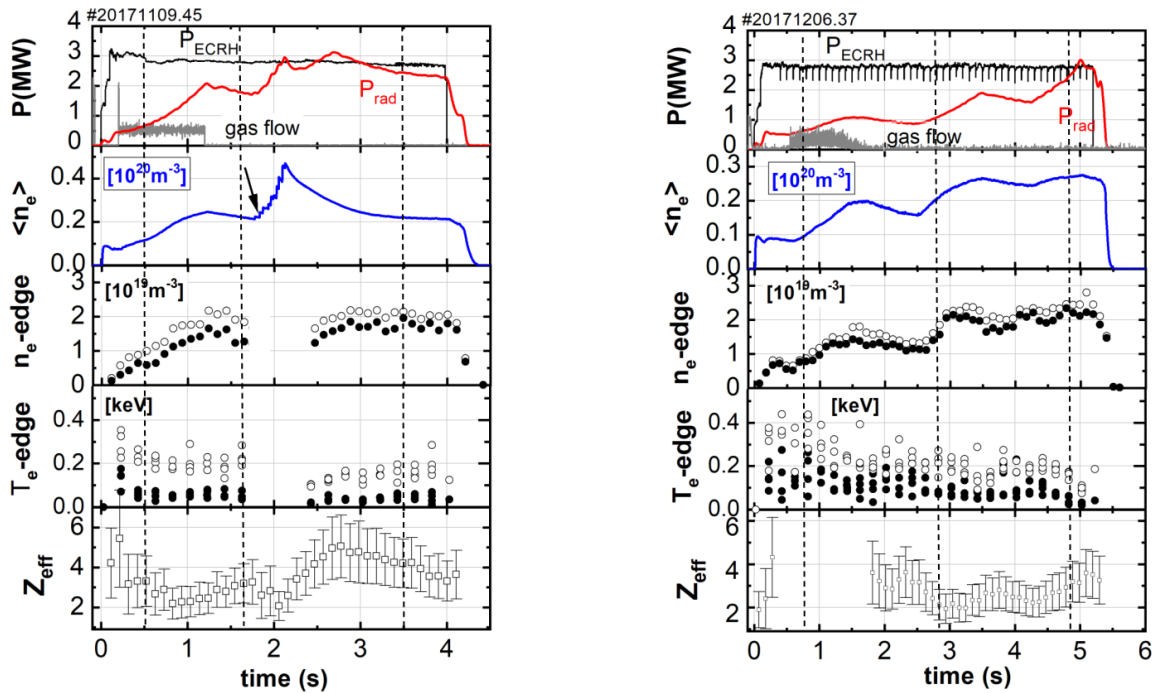 #20171109.45
P(MW)
4
3
2
1
0
P_ECRH
P_rad
gas flow
<n_e>
[10^20 m^-3]
0.4
0.2
0.0
n_e-edge
[10^19 m^-3]
3
2
1
0
T_e-edge
[keV]
0.4
0.2
0.0
Z_eff
6
4
2
0 1 2 3 4
time (s)
#20171206.37
P(MW)
4
3
2
1
0
P_ECRH
gas flow
P_rad
<n_e>
[10^20 m^-3]
0.3
0.2
0.1
0.0
n_e-edge
[10^19 m^-3]
3
2
1
0
T_e-edge
[keV]
0.4
0.2
0.0
Z_eff
6
4
2
0 1 2 3 4 5 6
time (s)